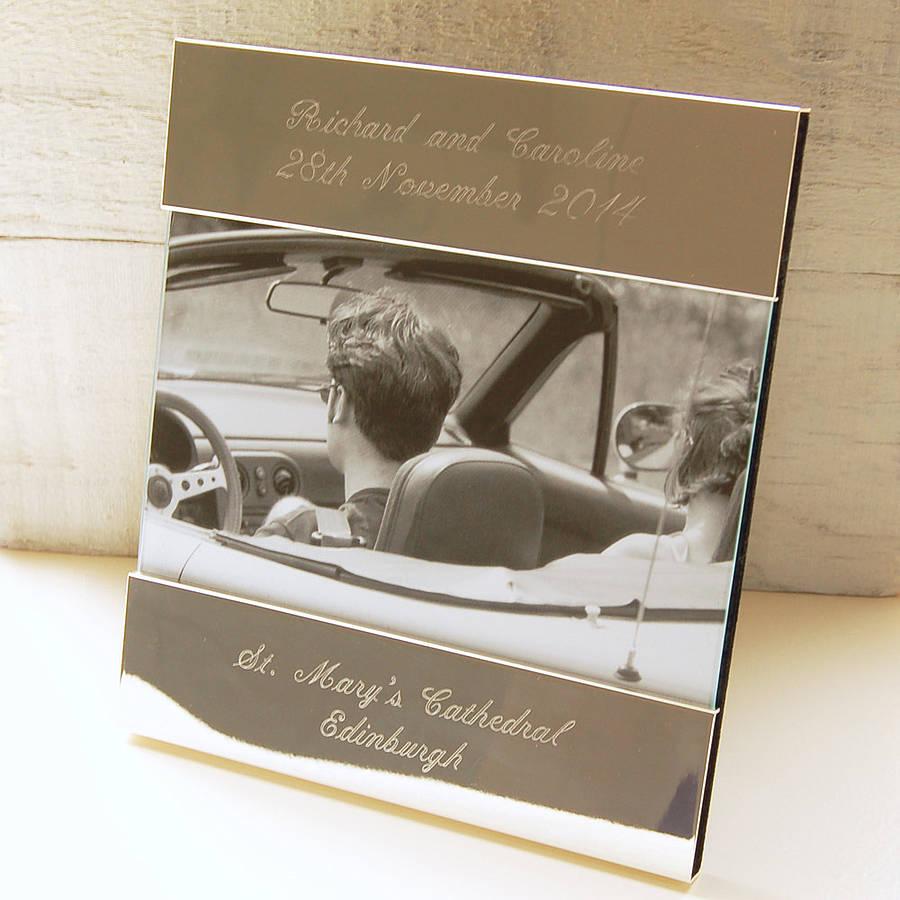 Richard and Caroline
28th November 2014
St. Mary's Cathedral
Edinburgh